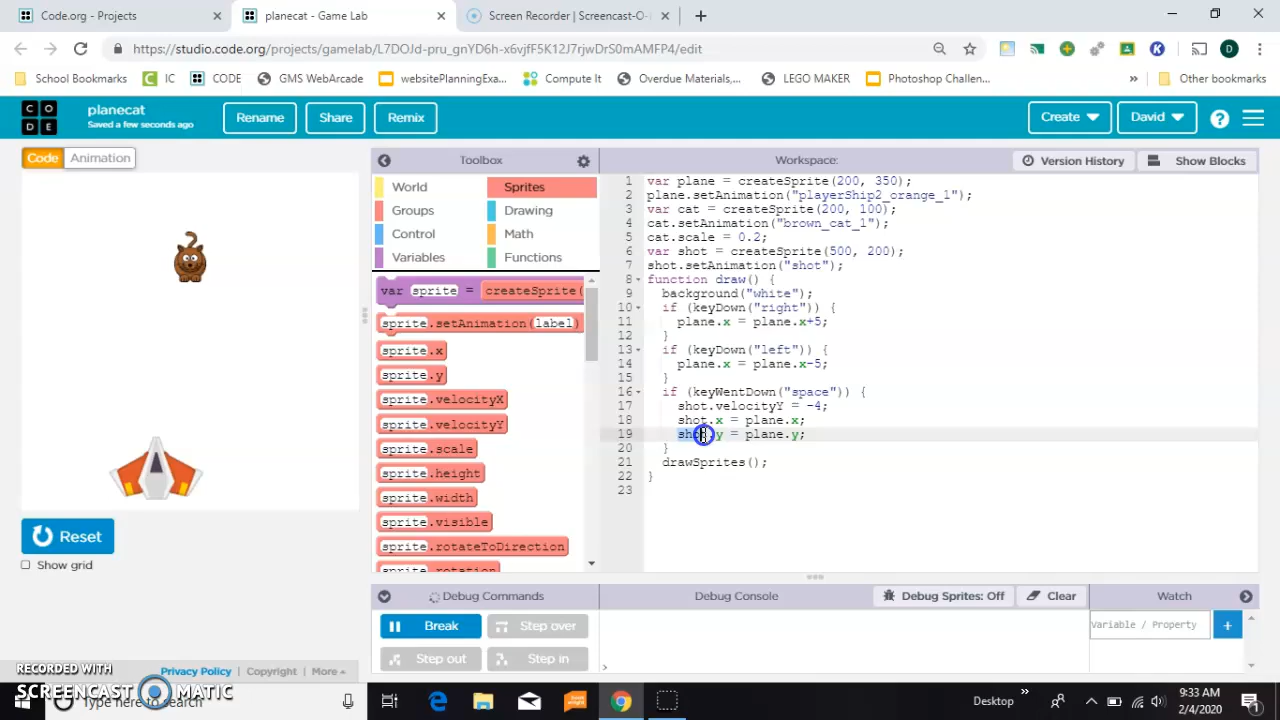 Code.org - Projects
planecat - Game Lab
Screen Recorder | Screencast-O-
https://studio.code.org/projects/gamelab/L7DOJd-pru_gnYD6h-x6vjfF5K12J7rjwDrS0mAMFP4/edit
School Bookmarks
IC
CODE
GMS WebArcade
websitePlanningExa...
Compute It
Overdue Materials,...
LEGO MAKER
Photoshop Challen...
Other bookmarks
C O
D E
planecat
Saved a few seconds ago
Rename
Share
Remix
Create
David
Code
Animation
Toolbox
Workspace:
Version History
Show Blocks
World
Sprites
Groups
Drawing
Control
Math
Variables
Functions
var sprite = createSprite(
sprite.setAnimation(label)
sprite.x
sprite.y
sprite.velocityX
sprite.velocityY
sprite.scale
sprite.height
sprite.width
sprite.visible
sprite.rotateToDirection
sprite.rotation
1 var plane = createSprite(200, 350);
2 plane.setAnimation("playerShip2_orange_1");
3 var cat = createSprite(200, 100);
4 cat.setAnimation("brown_cat_1");
5 cat.scale = 0.2;
6 var shot = createSprite(500, 200);
7 shot.setAnimation("shot");
8 function draw() {
9 background("white");
10 if (keyDown("right")) {
11 plane.x = plane.x+5;
12 }
13 if (keyDown("left")) {
14 plane.x = plane.x-5;
15 }
16 if (keyWentDown("space")) {
17 shot.velocityY = -4;
18 shot.x = plane.x;
19 shot.y = plane.y;
20 }
21 drawSprites();
22 }
23
Reset
Show grid
Debug Commands
Debug Console
Debug Sprites: Off
Clear
Watch
Break
Step over
Step out
Step in
Variable / Property
+
>
Privacy Policy | Copyright | More
RECORDED WITH
SCREENCAST MATIC
Type here to search
Desktop
9:33 AM
2/4/2020